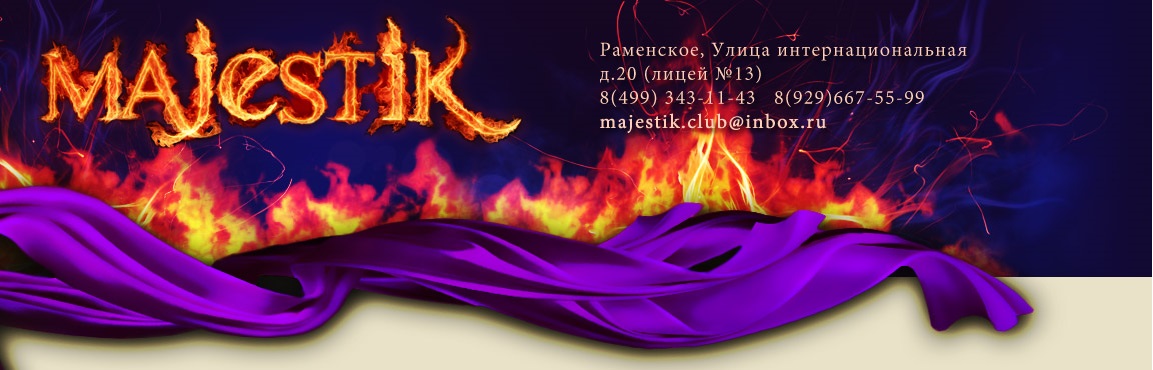 MAJESTIK
Раменское, Улица интернациональная
д.20 (лицей №13)
8(499) 343-11-43 8(929)667-55-99
majestik.club@inbox.ru